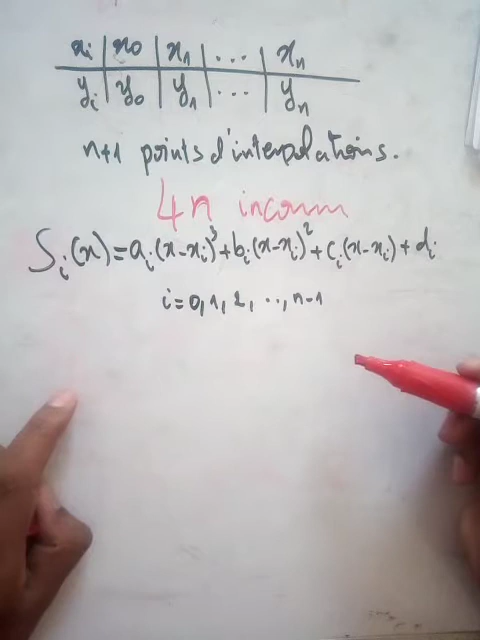 xi | x0 | x1 | ... | xn
yi | y0 | y1 | ... | yn
n+1 points d'interpolations.
4n inconn
Si(x)=ai(x-xi)³+bi(x-xi)²+ci(x-xi)+di
i=0,1,2,...,n-1